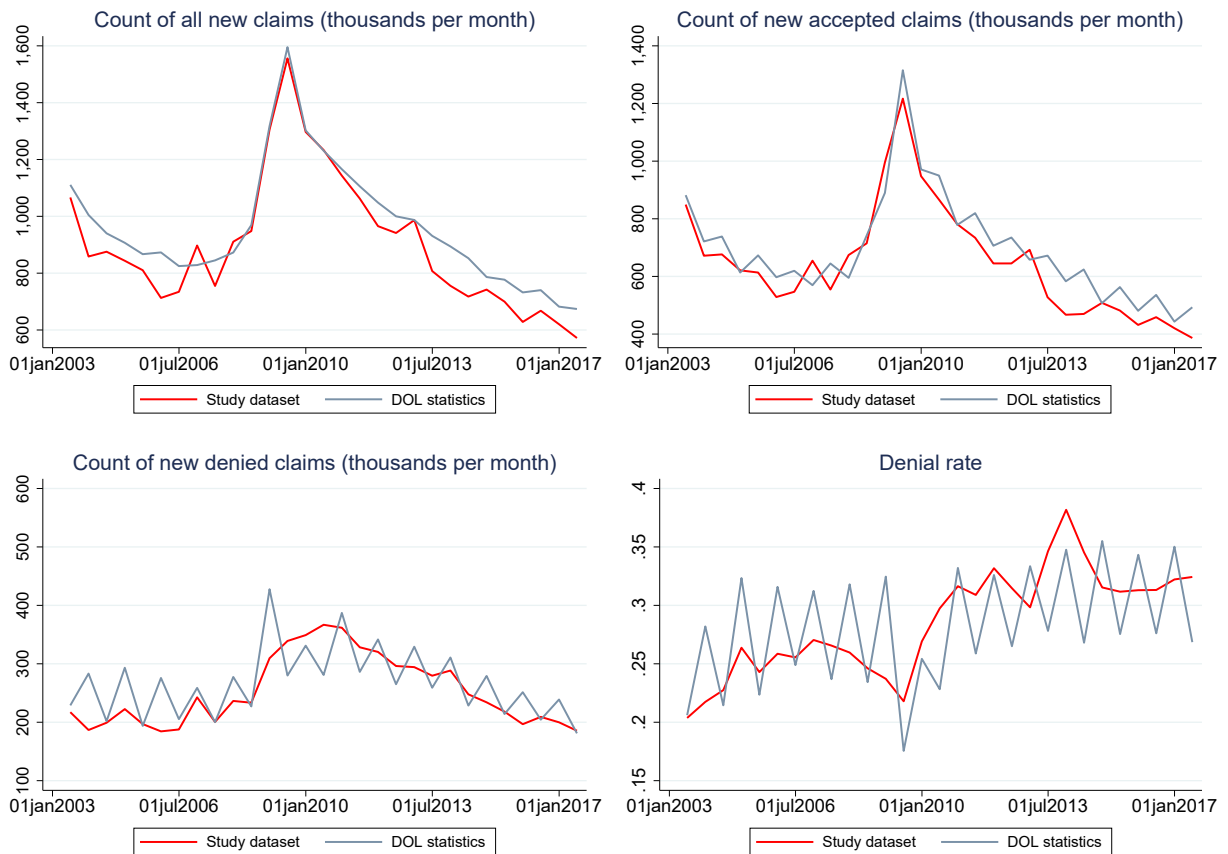 Count of all new claims (thousands per month)
1,600
1,400
1,200
1,000
800
600
01jan2003 01jul2006 01jan2010 01jul2013 01jan2017
Study dataset DOL statistics
Count of new accepted claims (thousands per month)
1,400
1,200
1,000
800
600
400
01jan2003 01jul2006 01jan2010 01jul2013 01jan2017
Study dataset DOL statistics
Count of new denied claims (thousands per month)
600
500
400
300
200
100
01jan2003 01jul2006 01jan2010 01jul2013 01jan2017
Study dataset DOL statistics
Denial rate
.4
.35
.3
.25
.2
.15
01jan2003 01jul2006 01jan2010 01jul2013 01jan2017
Study dataset DOL statistics